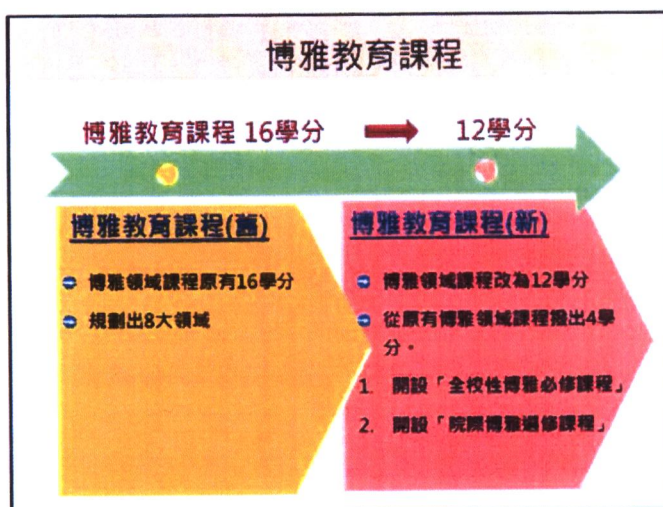 博雅教育課程
博雅教育課程 16學分 12學分
博雅教育課程(舊)
博雅領域課程原有16學分
規劃出8大領域
博雅教育課程(新)
博雅領域課程改為12學分
從原有博雅領域課程撥出4學
分。
1. 開設「全校性博雅必修課程」
2. 開設「院際博雅選修課程」